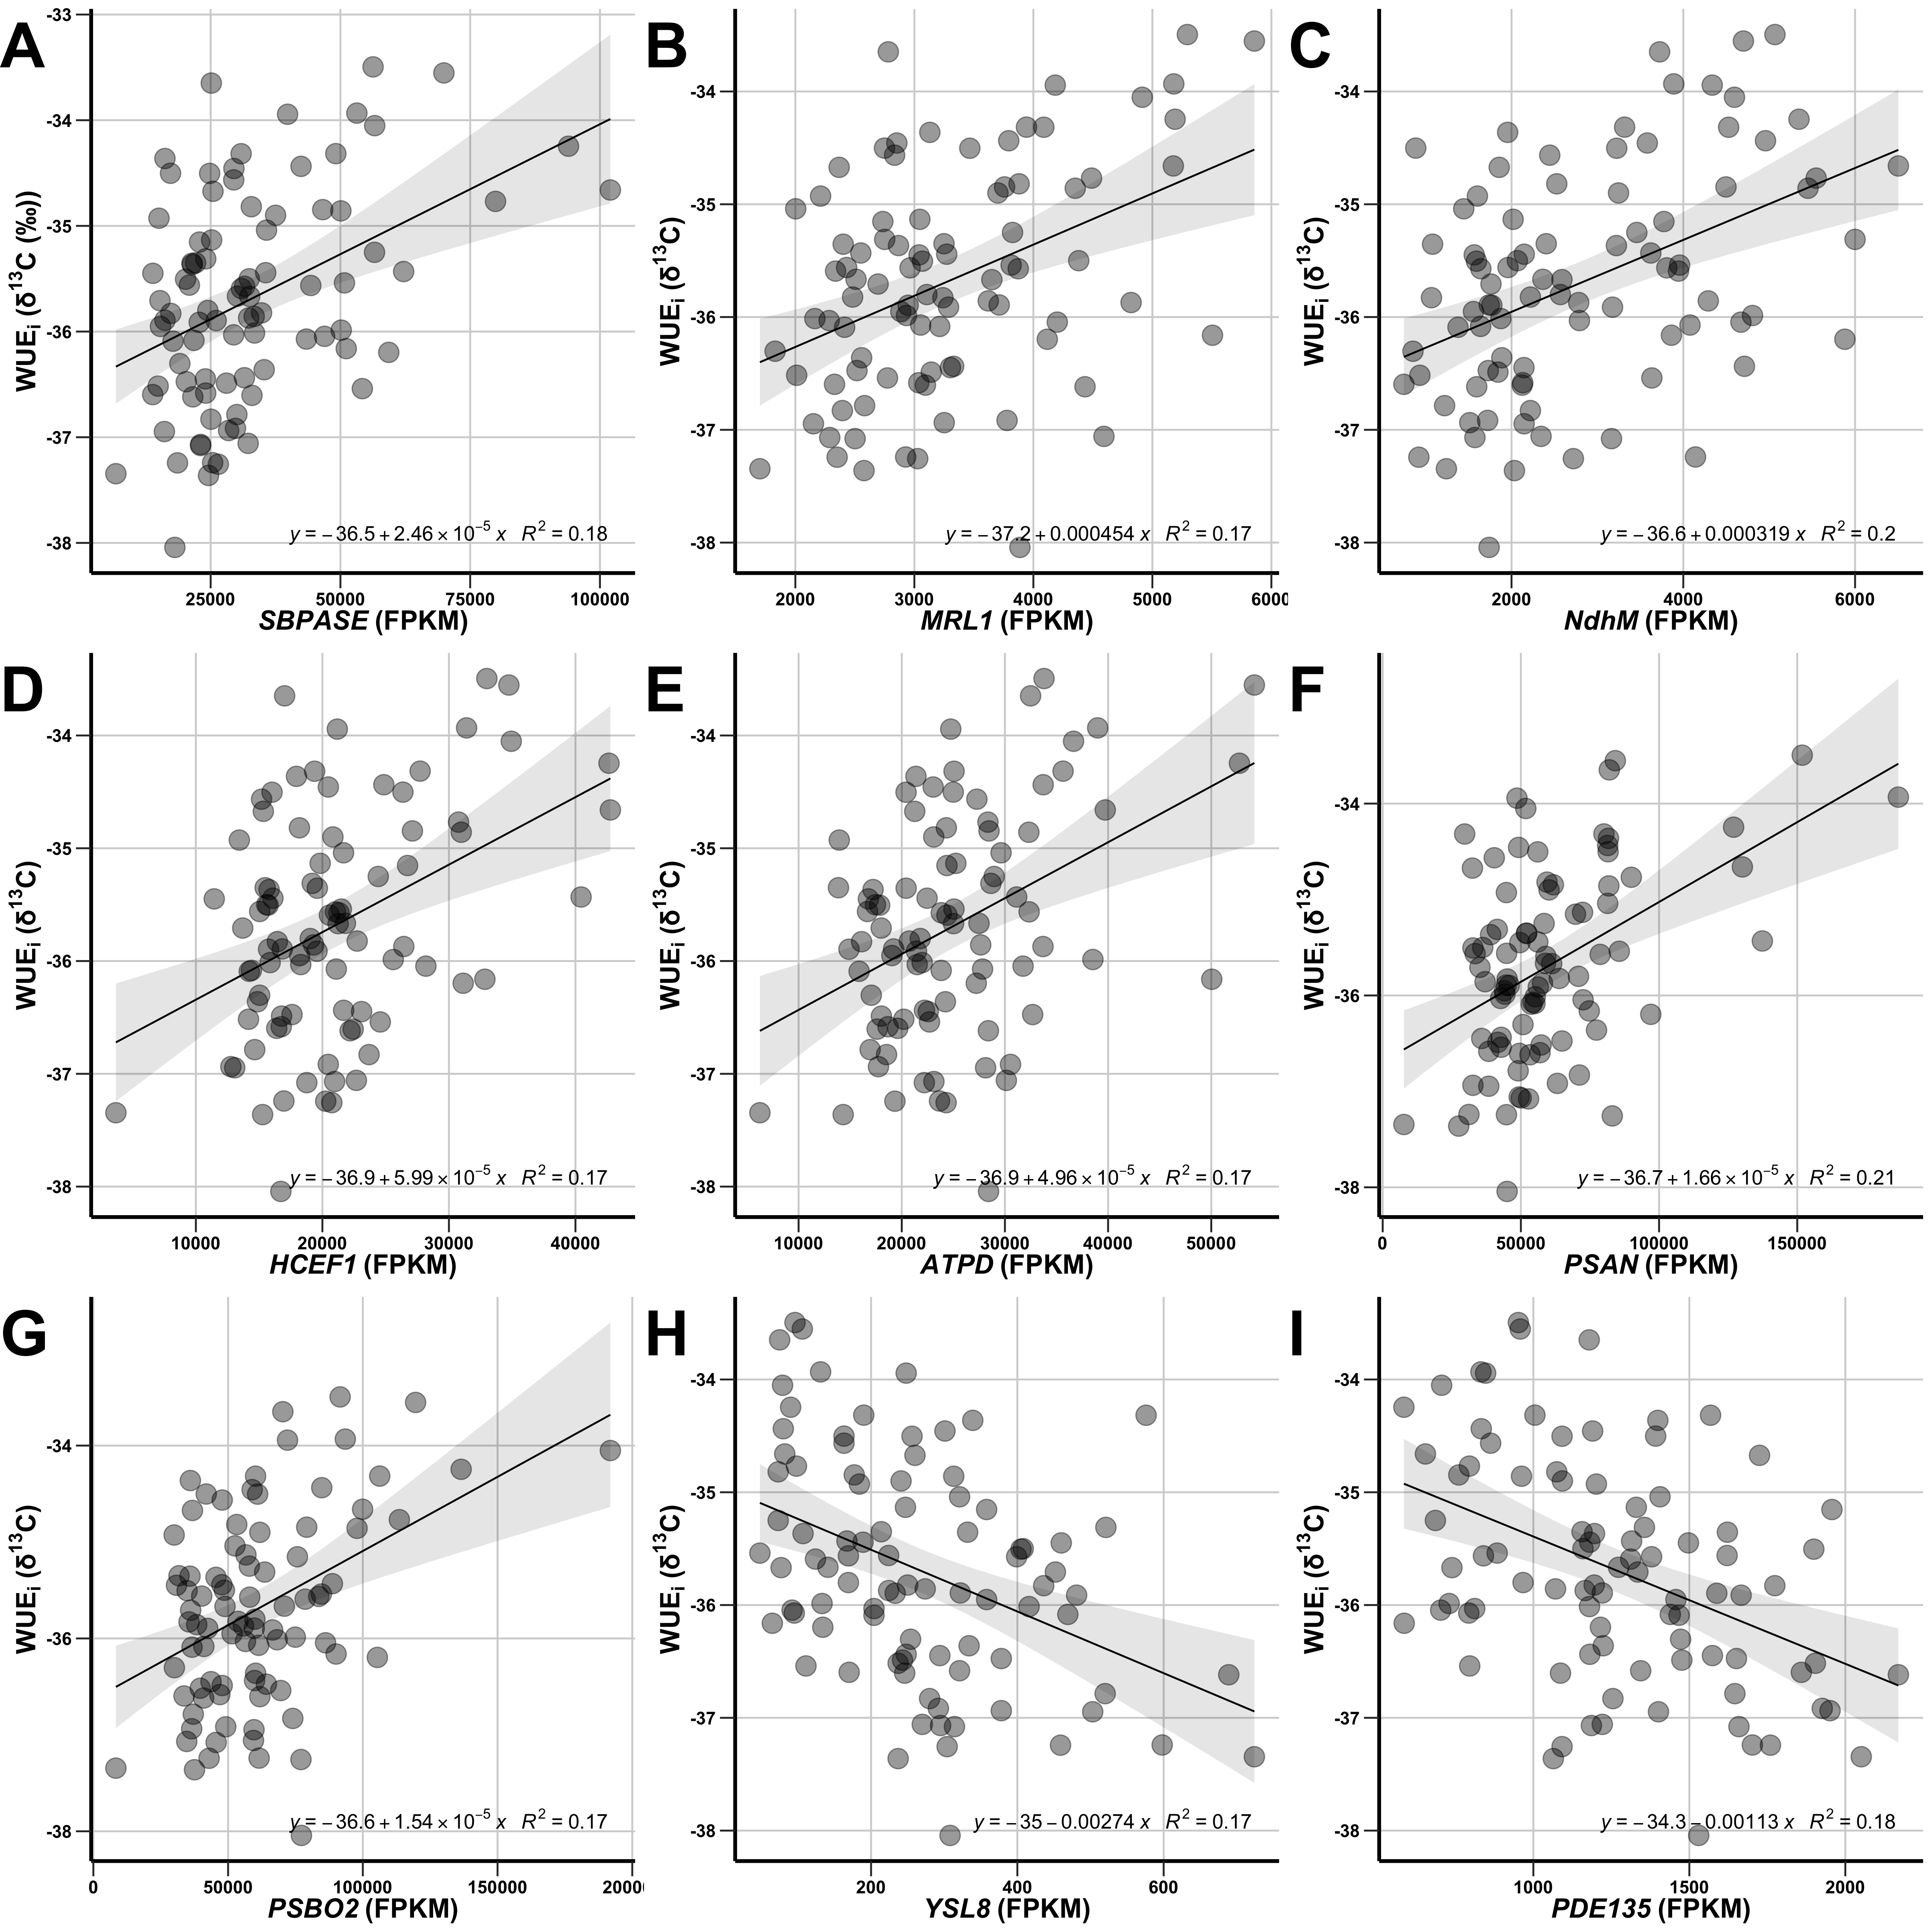 A
-33
-34
-35
-36
-37
-38
WUEi (δ13C (‰))
y = −36.5 + 2.46 × 10−5 x R2 = 0.18
25000 50000 75000 100000
SBPASE (FPKM)
B
-34
-35
-36
-37
-38
WUEi (δ13C)
y = −37.2 + 0.000454 x R2 = 0.17
2000 3000 4000 5000 6000
MRL1 (FPKM)
C
-34
-35
-36
-37
-38
WUEi (δ13C)
y = −36.6 + 0.000319 x R2 = 0.2
2000 4000 6000
NdhM (FPKM)
D
-34
-35
-36
-37
-38
WUEi (δ13C)
y = −36.9 + 5.99 × 10−5 x R2 = 0.17
10000 20000 30000 40000
HCEF1 (FPKM)
E
-34
-35
-36
-37
-38
WUEi (δ13C)
y = −36.9 + 4.96 × 10−5 x R2 = 0.17
10000 20000 30000 40000 50000
ATPD (FPKM)
F
-34
-36
-38
WUEi (δ13C)
y = −36.7 + 1.66 × 10−5 x R2 = 0.21
0 50000 100000 150000
PSAN (FPKM)
G
-34
-36
-38
WUEi (δ13C)
y = −36.6 + 1.54 × 10−5 x R2 = 0.17
0 50000 100000 150000
PSBO2 (FPKM)
H
-34
-35
-36
-37
-38
WUEi (δ13C)
y = −35 − 0.00274 x R2 = 0.17
200 400 600
YSL8 (FPKM)
I
-34
-35
-36
-37
-38
WUEi (δ13C)
y = −34.3 − 0.00113 x R2 = 0.18
1000 1500 2000
PDE135 (FPKM)